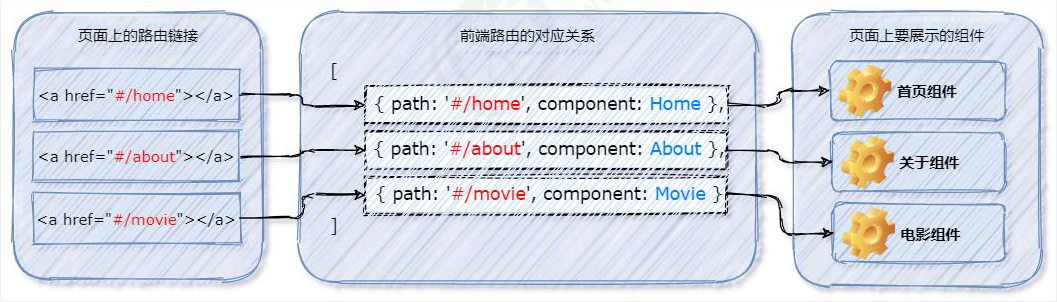 页面上的路由链接
<a href="#/home"></a>
<a href="#/about"></a>
<a href="#/movie"></a>
前端路由的对应关系
[
{ path: '#/home', component: Home },
{ path: '#/about', component: About },
{ path: '#/movie', component: Movie }
]
页面上要展示的组件
首页组件
关于组件
电影组件